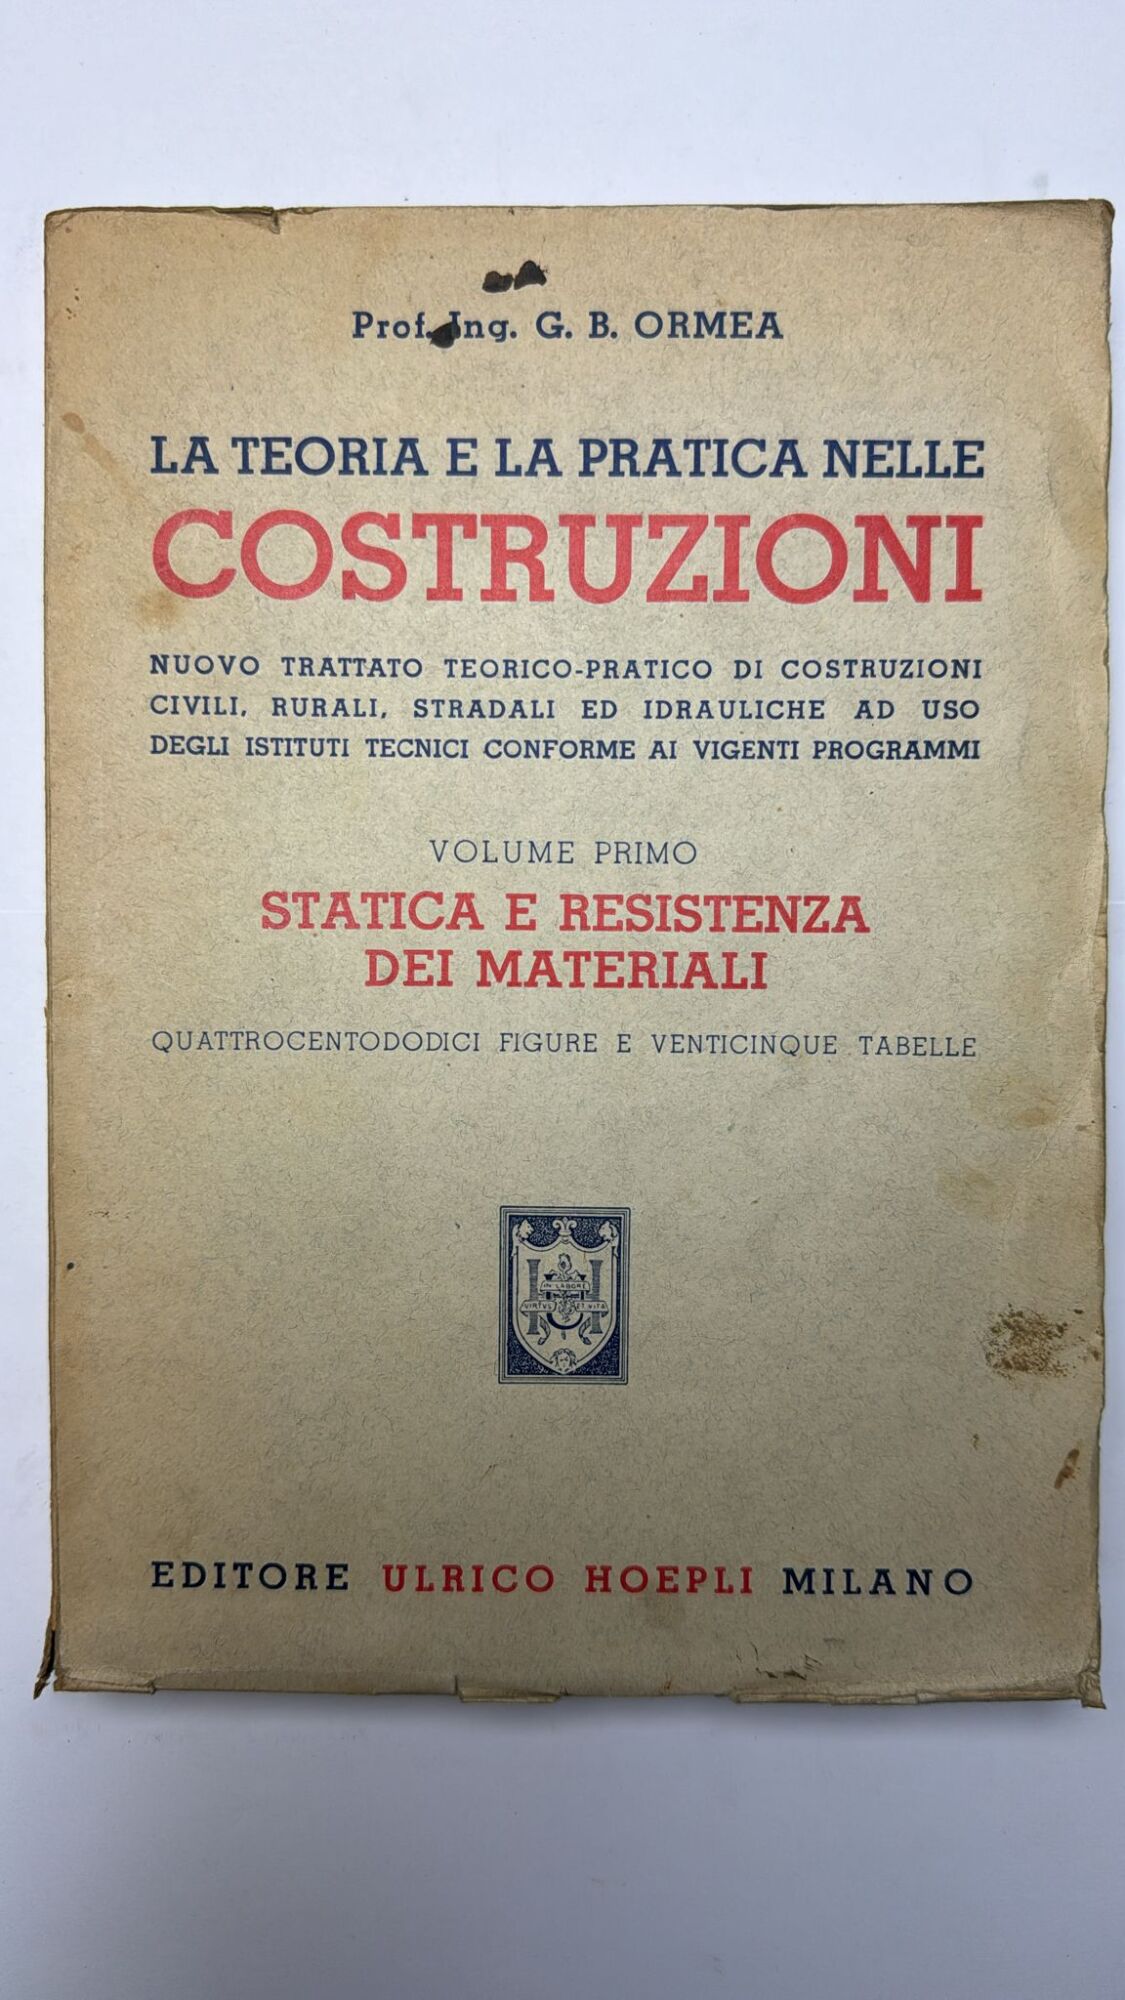 Prof. Ing. G. B. ORMEA
LA TEORIA E LA PRATICA NELLE
COSTRUZIONI
NUOVO TRATTATO TEORICO-PRATICO DI COSTRUZIONI
CIVILI, RURALI, STRADALI ED IDRAULICHE AD USO
DEGLI ISTITUTI TECNICI CONFORME AI VIGENTI PROGRAMMI
VOLUME PRIMO
STATICA E RESISTENZA
DEI MATERIALI
QUATTROCENTODODICI FIGURE E VENTICINQUE TABELLE
IN LABORE
VIRTVS ET VITA
EDITORE ULRICO HOEPLI MILANO